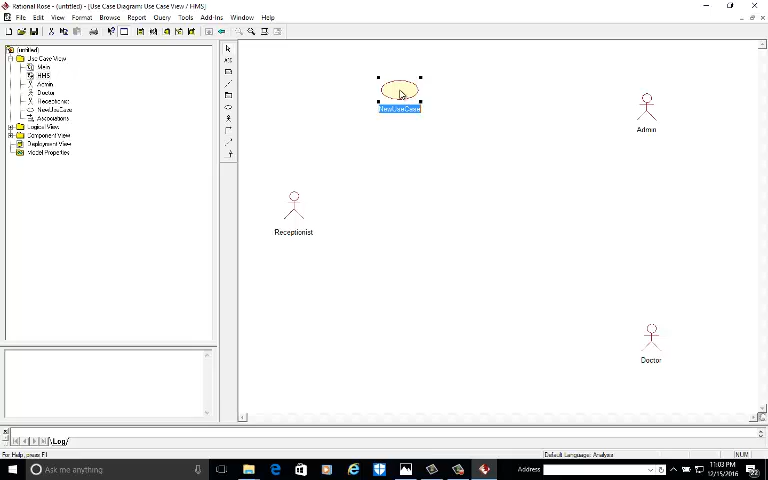 Rational Rose - (untitled) - [Use Case Diagram: Use Case View / HMS]
File Edit View Format Browse Report Query Tools Add-Ins Window Help
(untitled)
Use Case View
Main
HMS
Admin
Doctor
Receptionist
NewUseCase
Associations
Logical View
Component View
Deployment View
Model Properties
ABC
NewUseCase
Admin
Receptionist
Doctor
Log
For Help, press F1
Default Language: Analysis
NUM
Ask me anything
Address
11:03 PM
12/15/2016
22